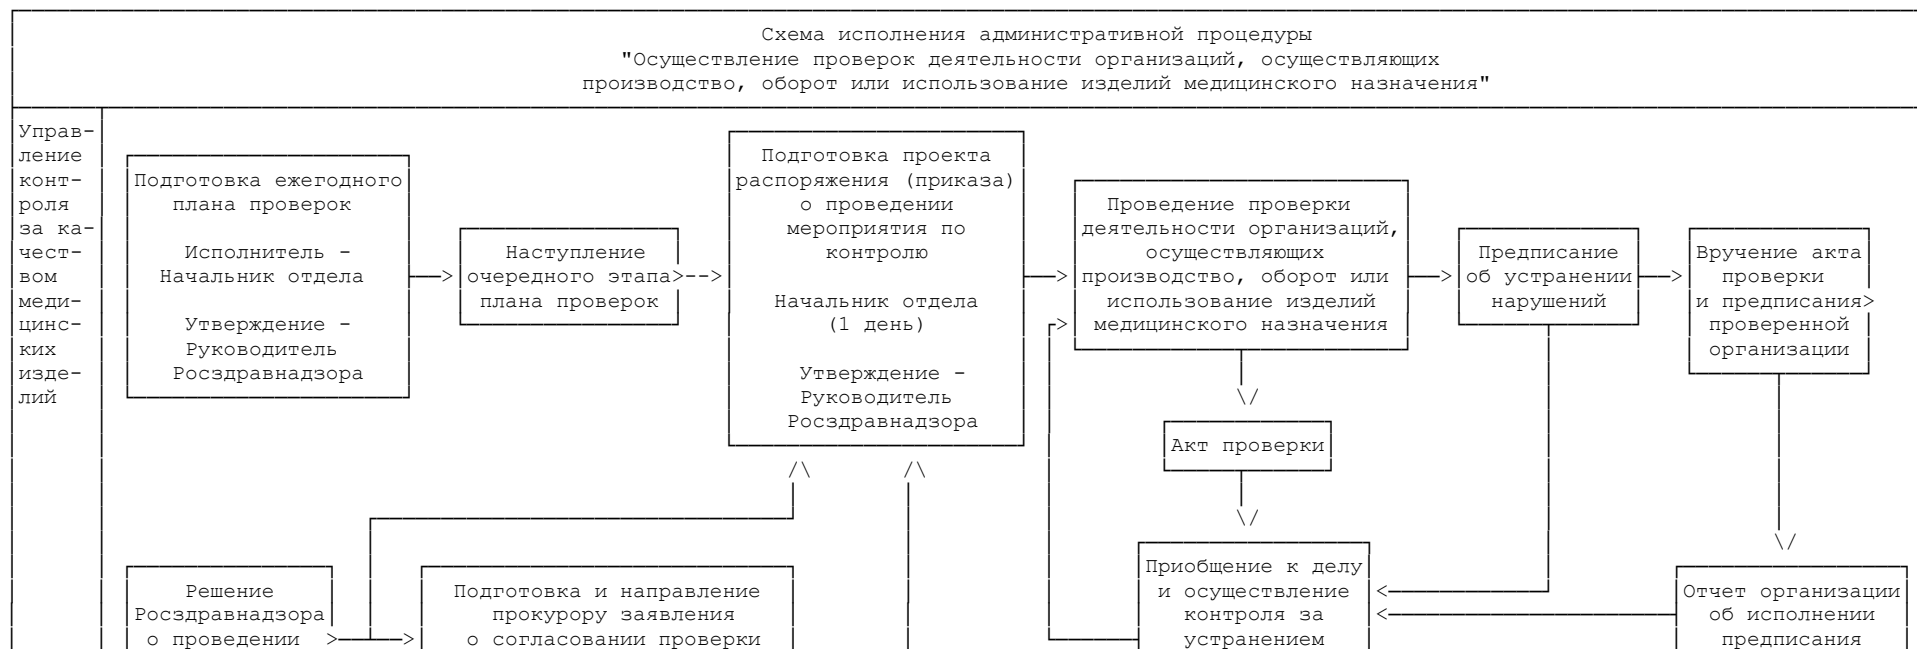 Схема исполнения административной процедуры
"Осуществление проверок деятельности организаций, осуществляющих
производство, оборот или использование изделий медицинского назначения"
Управ-
ление
конт-
роля
за ка-
чест-
вом
меди-
цинс-
ких
изде-
лий
Подготовка ежегодного
плана проверок
Исполнитель -
Начальник отдела
Утверждение -
Руководитель
Росздравнадзора
Наступление
очередного этапа
плана проверок
Подготовка проекта
распоряжения (приказа)
о проведении
мероприятия по
контролю
Начальник отдела
(1 день)
Утверждение -
Руководитель
Росздравнадзора
Проведение проверки
деятельности организаций,
осуществляющих
производство, оборот или
использование изделий
медицинского назначения
Предписание
об устранении
нарушений
Вручение акта
проверки
и предписания
проверенной
организации
Акт проверки
Решение
Росздравнадзора
о проведении
Подготовка и направление
прокурору заявления
о согласовании проверки
Приобщение к делу
и осуществление
контроля за
устранением
Отчет организации
об исполнении
предписания